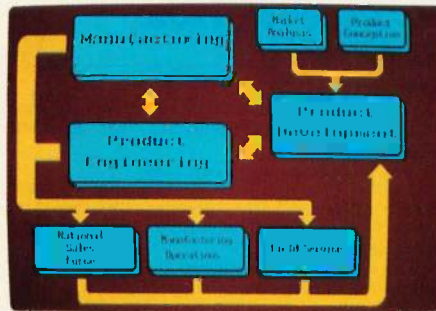 Manufacturing
Market
Analysis
Product
Conception
Product
Development
Product
Engineering
National
Sales
Force
Manufacturing
Operations
Field Service